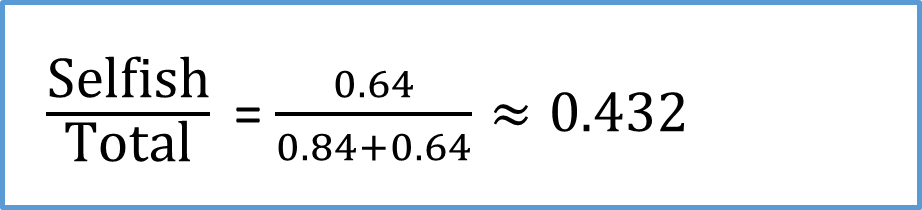 Selfish
Total
=
0.64
0.84+0.64
≈ 0.432